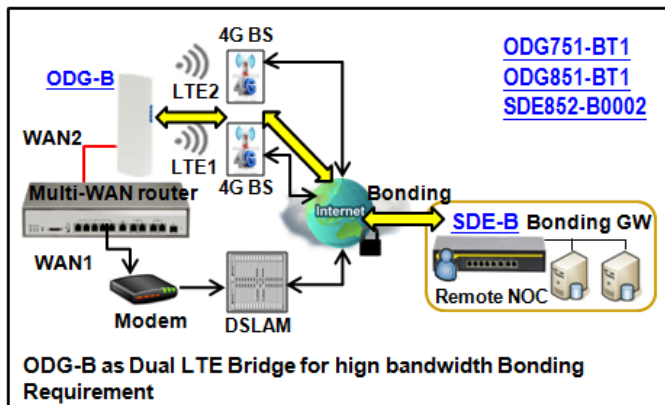 4G BS
ODG751-BT1
ODG851-BT1
SDE852-B0002
ODG-B
LTE2
WAN2
LTE1
4G BS
Multi-WAN router
Internet
Bonding
SDE-B Bonding GW
WAN1
Remote NOC
Modem
DSLAM
ODG-B as Dual LTE Bridge for hign bandwidth Bonding
Requirement